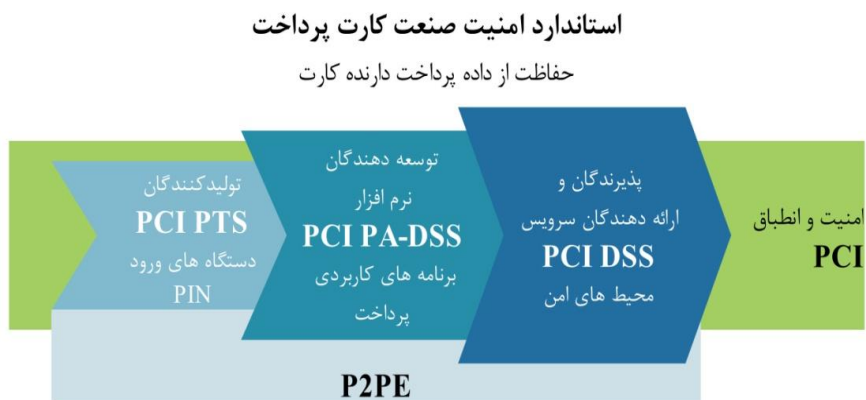 استاندارد امنیت صنعت کارت پرداخت
حفاظت از داده پرداخت دارنده کارت
تولیدکنندگان
PCI PTS
دستگاه های ورود
PIN
توسعه دهندگان
نرم افزار
PCI PA-DSS
برنامه های کاربردی
پرداخت
پذیرندگان و
ارائه دهندگان سرویس
PCI DSS
محیط های امن
امنیت و انطباق
PCI
P2PE